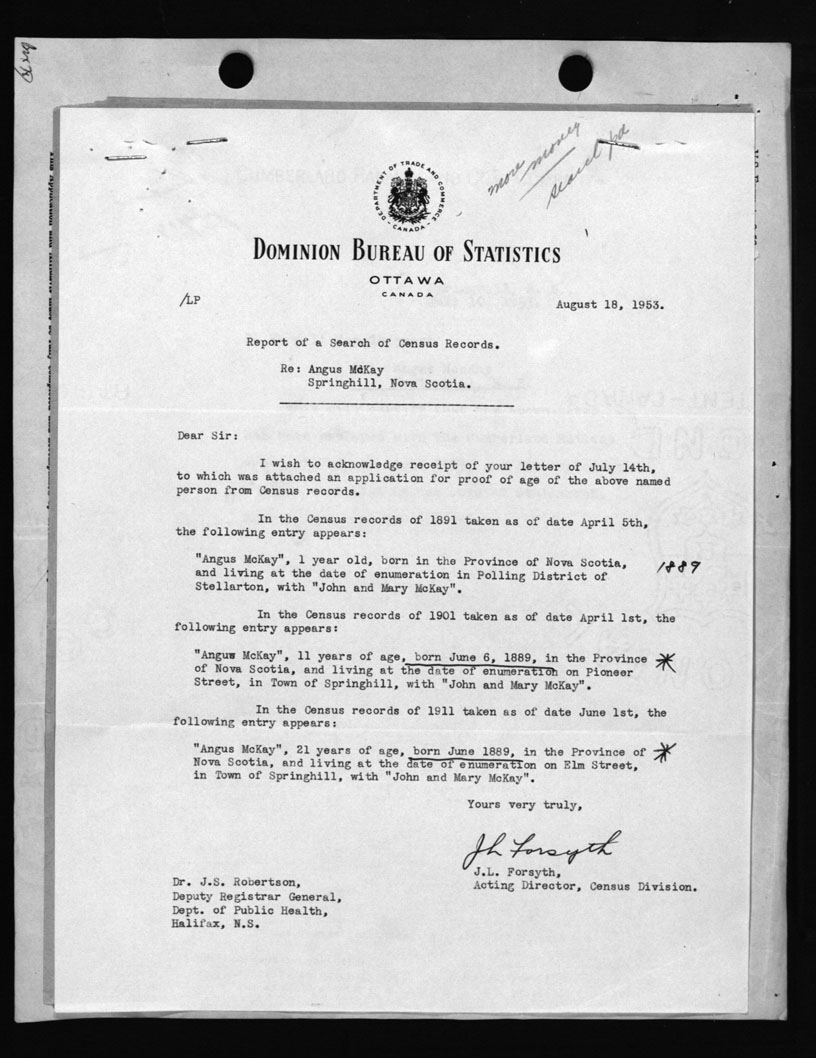 more money
search pd
DEPARTMENT OF TRADE AND COMMERCE
CANADA
DOMINION BUREAU OF STATISTICS
OTTAWA
CANADA
/LP
August 18, 1953.
Report of a Search of Census Records.
Re: Angus McKay
Springhill, Nova Scotia.
Dear Sir:
I wish to acknowledge receipt of your letter of July 14th,
to which was attached an application for proof of age of the above named
person from Census records.
In the Census records of 1891 taken as of date April 5th,
the following entry appears:
"Angus McKay", 1 year old, born in the Province of Nova Scotia, 1889
and living at the date of enumeration in Polling District of
Stellarton, with "John and Mary McKay".
In the Census records of 1901 taken as of date April 1st, the
following entry appears:
"Angus McKay", 11 years of age, born June 6, 1889, in the Province *
of Nova Scotia, and living at the date of enumeration on Pioneer
Street, in Town of Springhill, with "John and Mary McKay".
In the Census records of 1911 taken as of date June 1st, the
following entry appears:
"Angus McKay", 21 years of age, born June 1889, in the Province of *
Nova Scotia, and living at the date of enumeration on Elm Street,
in Town of Springhill, with "John and Mary McKay".
Yours very truly,
JL Forsyth
J.L. Forsyth,
Acting Director, Census Division.
Dr. J.S. Robertson,
Deputy Registrar General,
Dept. of Public Health,
Halifax, N.S.